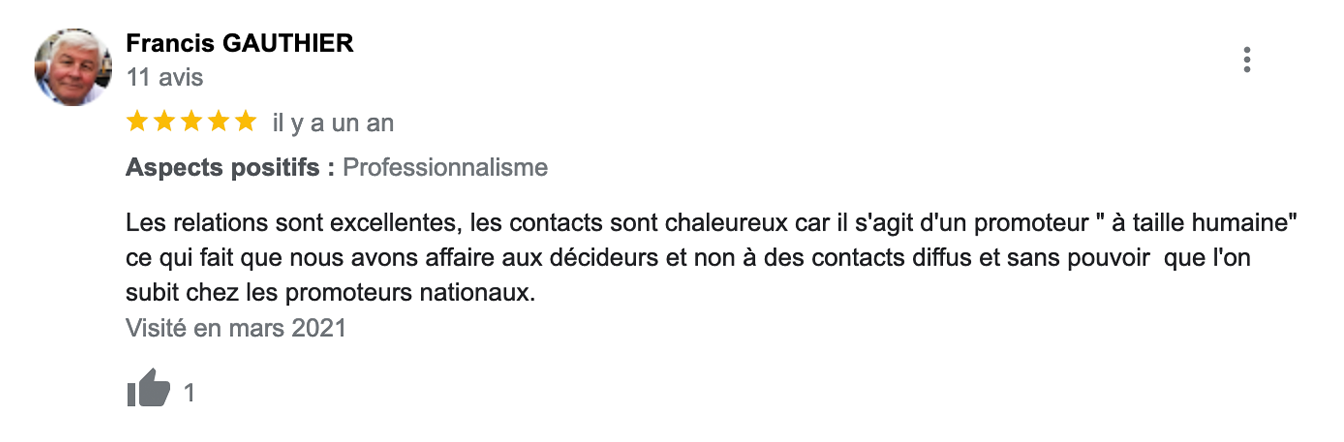 Francis GAUTHIER
11 avis
il y a un an
Aspects positifs : Professionnalisme
Les relations sont excellentes, les contacts sont chaleureux car il s'agit d'un promoteur " à taille humaine"
ce qui fait que nous avons affaire aux décideurs et non à des contacts diffus et sans pouvoir  que l'on
subit chez les promoteurs nationaux.
Visité en mars 2021
1